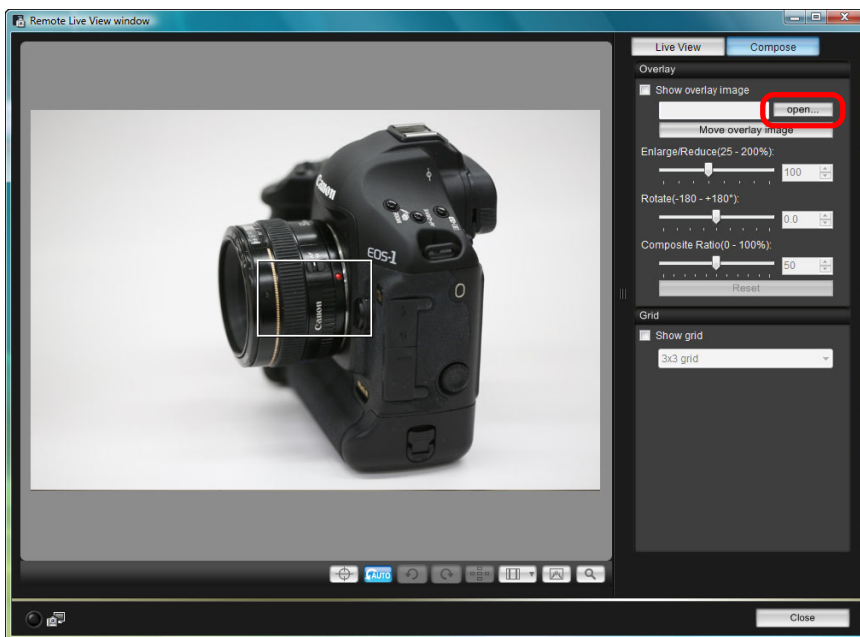 Remote Live View window
Live View
Compose
Overlay
Show overlay image
open...
Move overlay image
Enlarge/Reduce(25 - 200%):
100
Rotate(-180 - +180°):
0.0
Composite Ratio(0 - 100%):
50
Reset
Grid
Show grid
3x3 grid
Canon
EOS-1
Canon
AUTO
Close